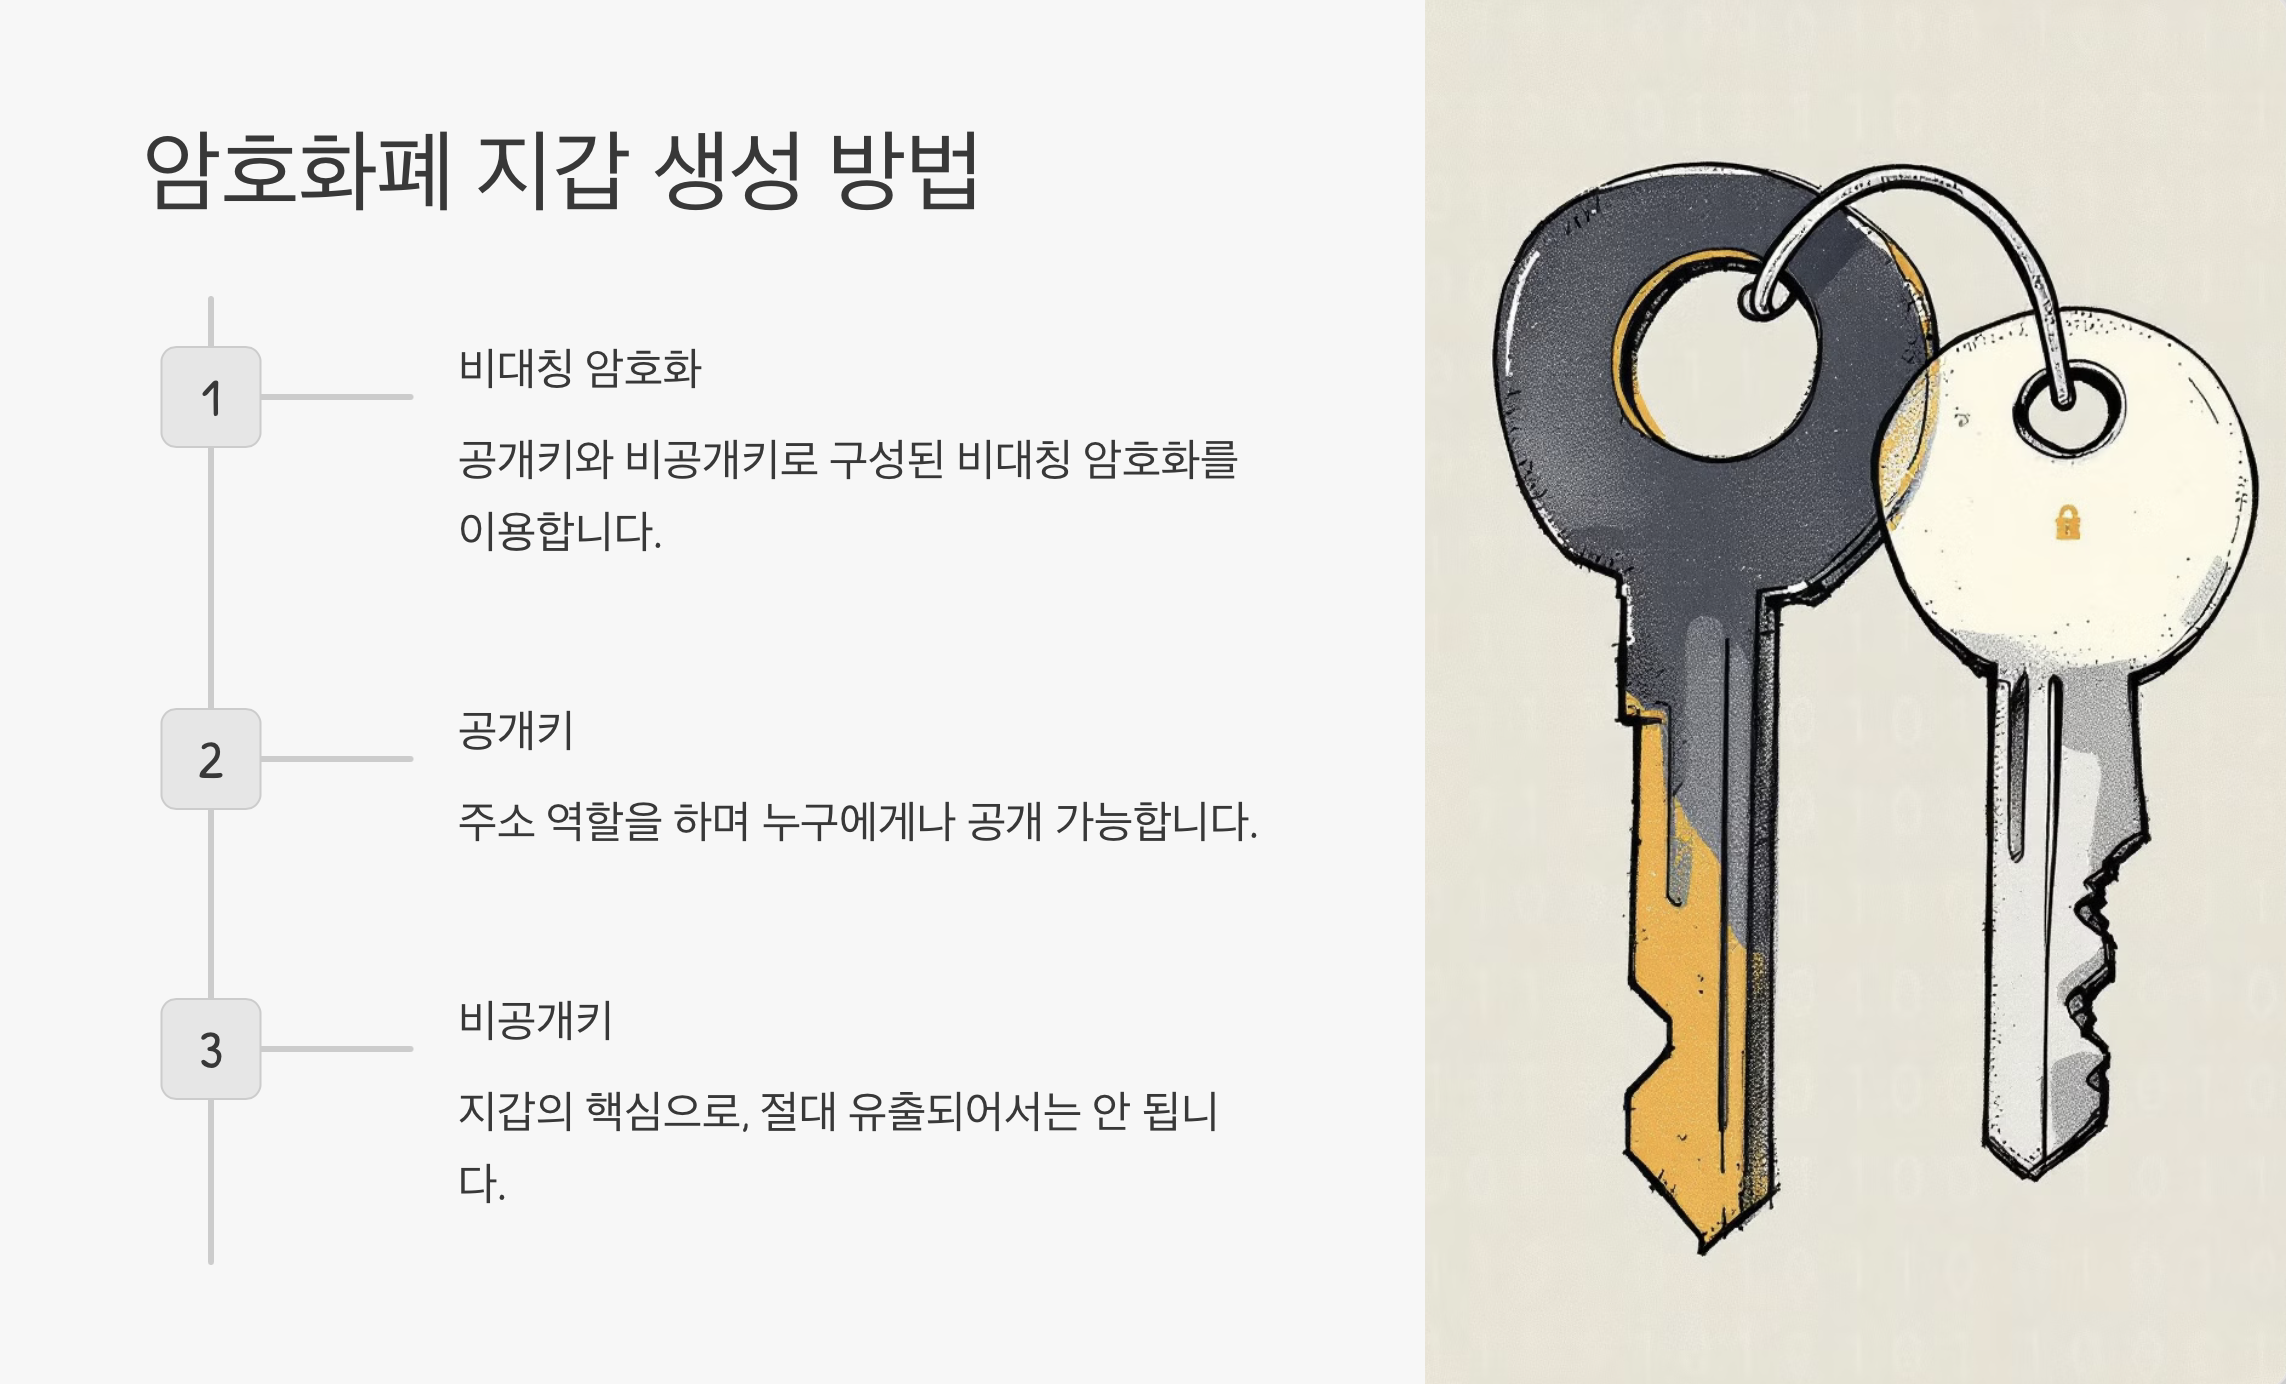 암호화폐 지갑 생성 방법
1
비대칭 암호화
공개키와 비공개키로 구성된 비대칭 암호화를
이용합니다.
2
공개키
주소 역할을 하며 누구에게나 공개 가능합니다.
3
비공개키
지갑의 핵심으로, 절대 유출되어서는 안 됩니
다.